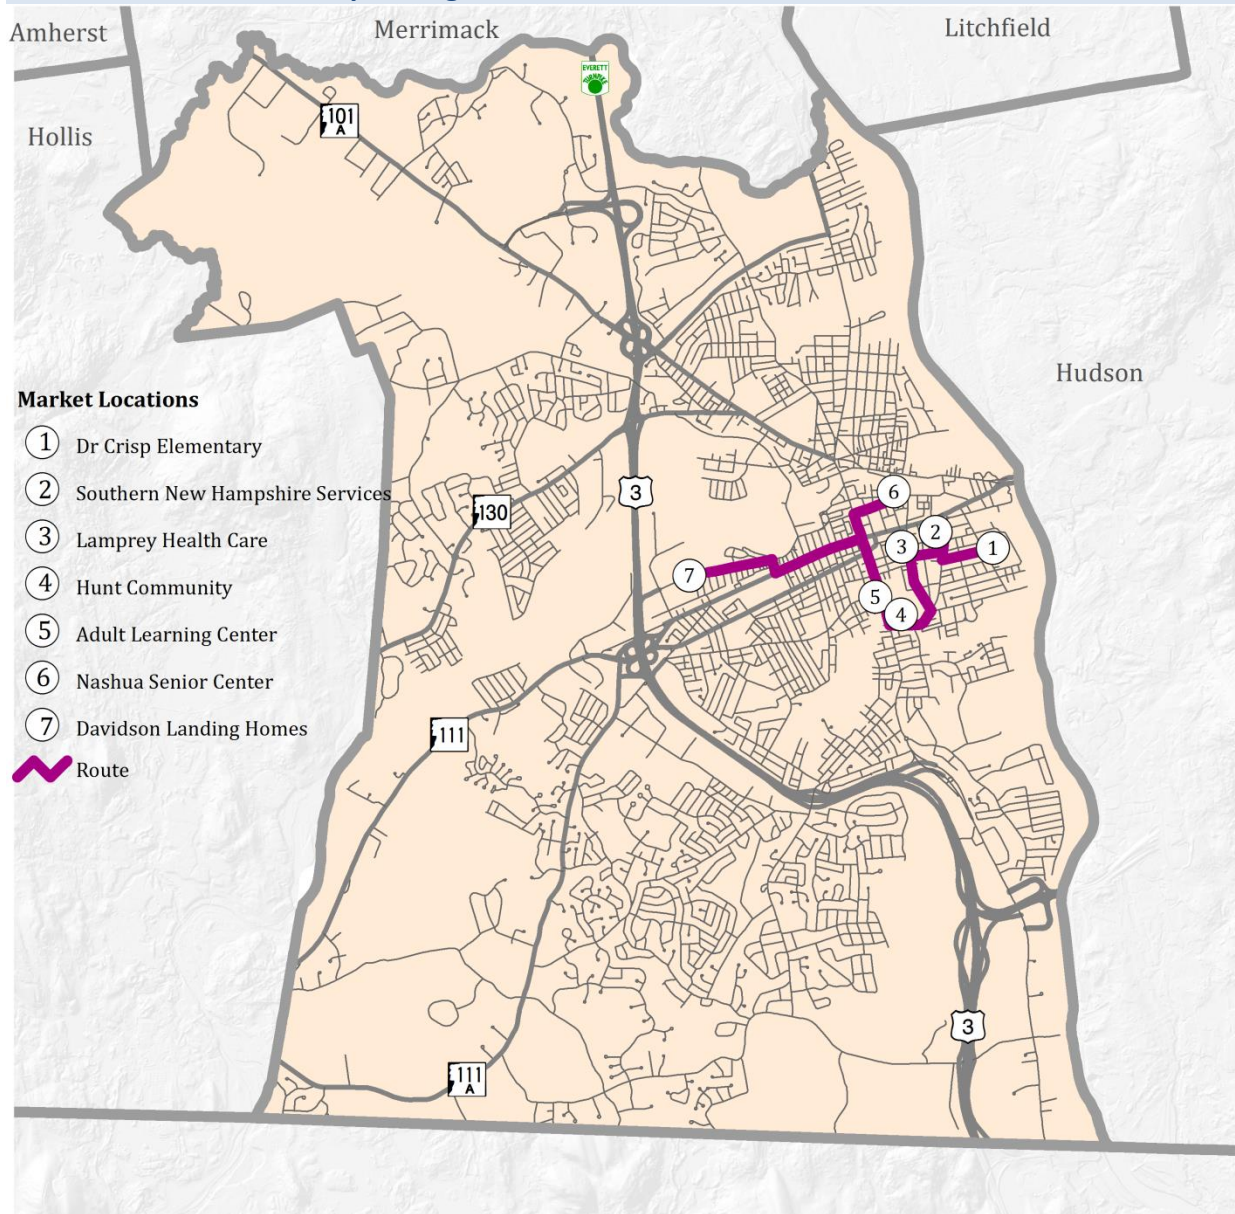 Amherst
Merrimack
Litchfield
EVERETT
TURNPIKE
101
A
Hollis
Hudson
Market Locations
1 Dr Crisp Elementary
2 Southern New Hampshire Services
3 Lamprey Health Care
4 Hunt Community
5 Adult Learning Center
6 Nashua Senior Center
7 Davidson Landing Homes
Route
3
130
6
2
3
1
7
5
4
111
3
111
A